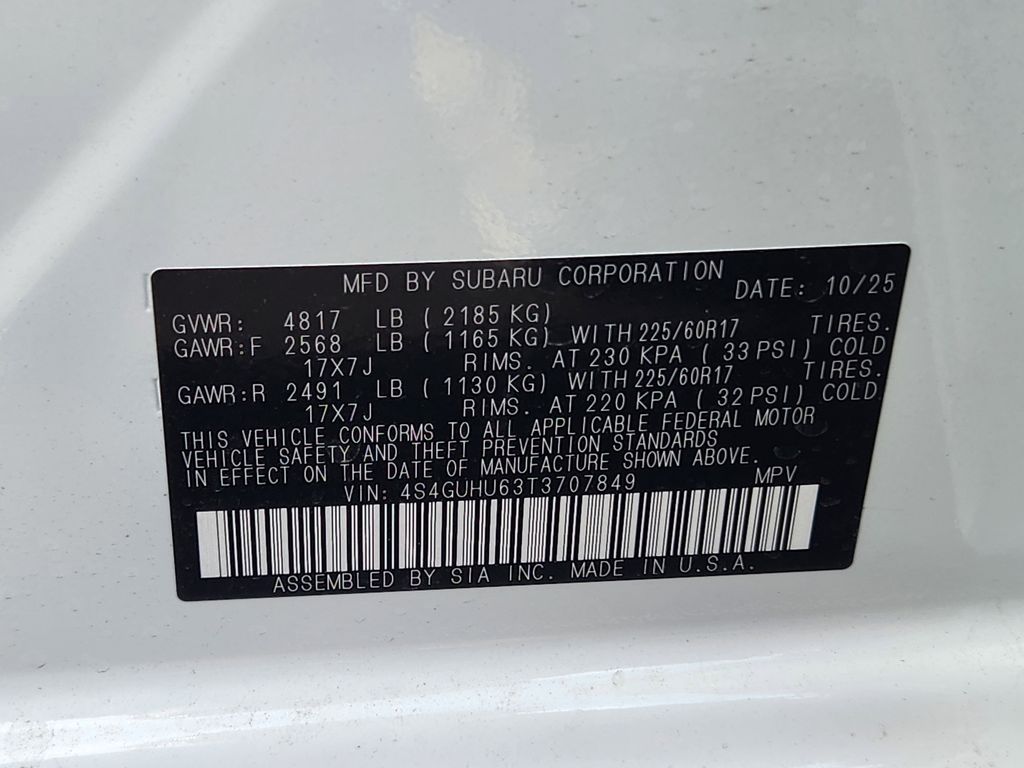 MFD BY SUBARU CORPORATION DATE: 10/25
GVWR: 4817 LB ( 2185 KG)
GAWR:F 2568 LB ( 1165 KG) WITH 225/60R17 TIRES.
17X7J RIMS. AT 230 KPA ( 33 PSI) COLD
GAWR:R 2491 LB ( 1130 KG) WITH 225/60R17 TIRES.
17X7J RIMS. AT 220 KPA ( 32 PSI) COLD
THIS VEHICLE CONFORMS TO ALL APPLICABLE FEDERAL MOTOR
VEHICLE SAFETY AND THEFT PREVENTION STANDARDS
IN EFFECT ON THE DATE OF MANUFACTURE SHOWN ABOVE.
VIN: 4S4GUHU63T3707849 MPV
ASSEMBLED BY SIA INC. MADE IN U.S.A.